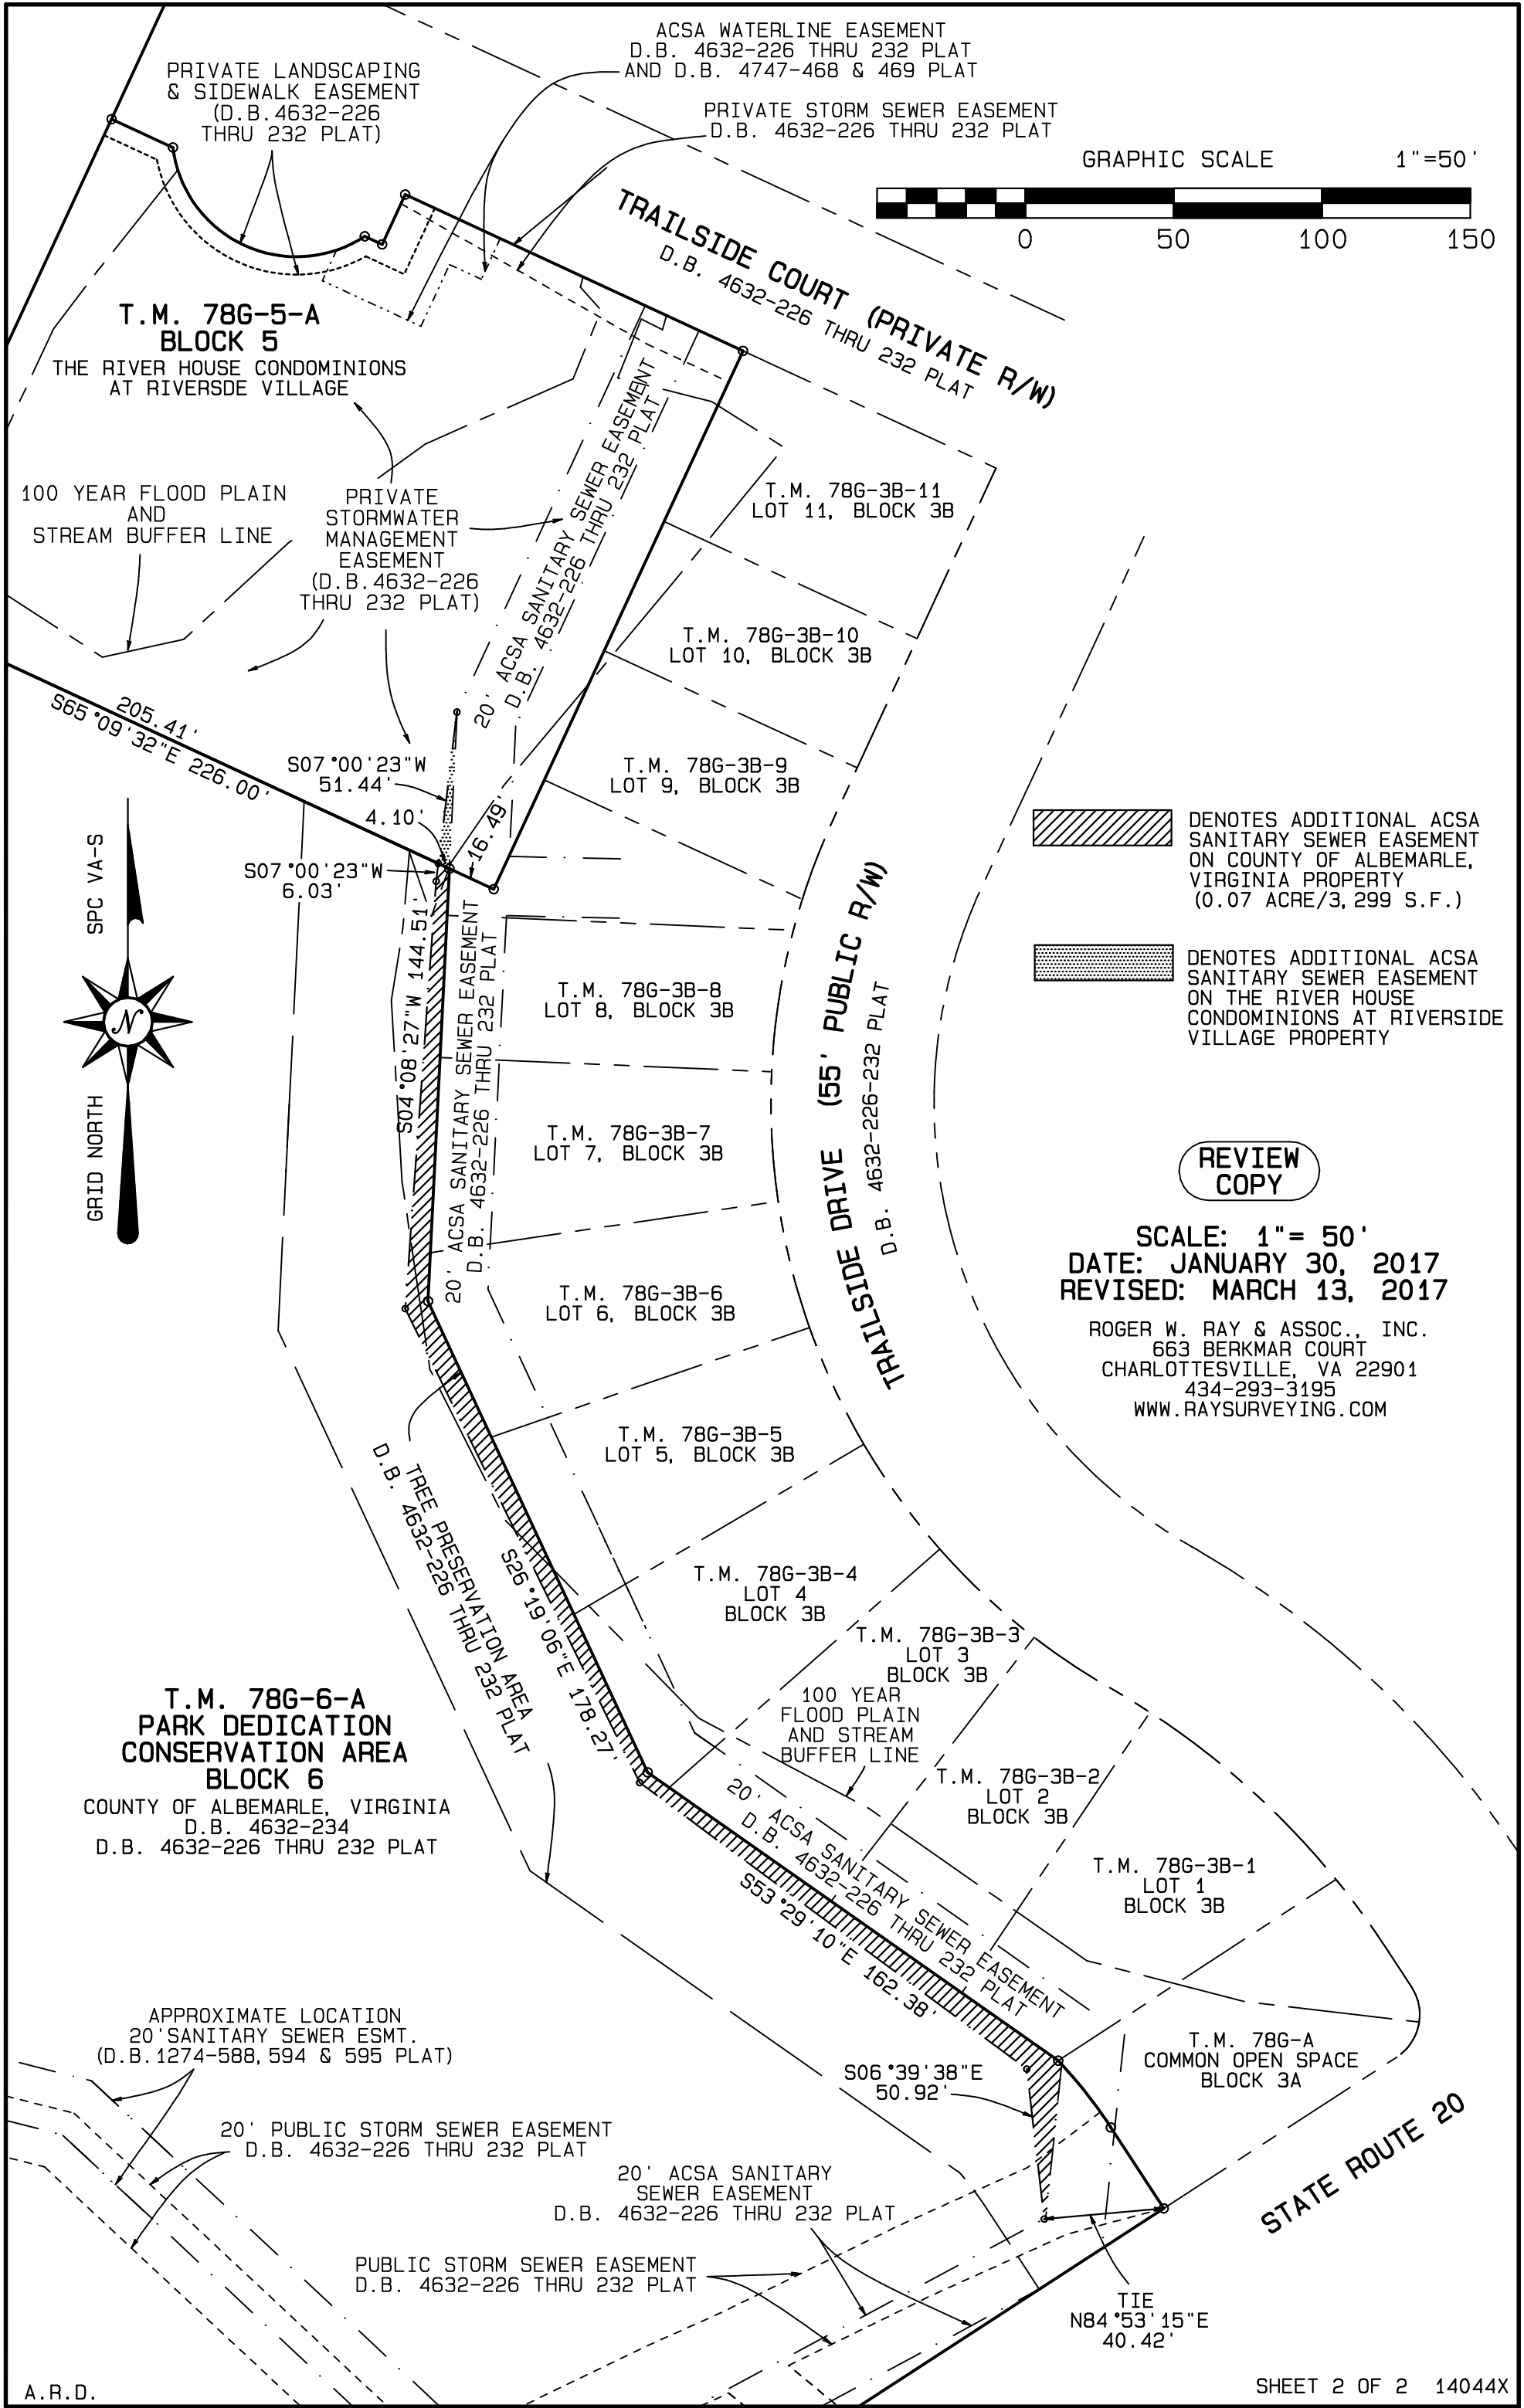 ACSA WATERLINE EASEMENT
D.B. 4632-226 THRU 232 PLAT
AND D.B. 4747-468 & 469 PLAT
PRIVATE LANDSCAPING
& SIDEWALK EASEMENT
(D.B.4632-226
THRU 232 PLAT)
PRIVATE STORM SEWER EASEMENT
D.B. 4632-226 THRU 232 PLAT
GRAPHIC SCALE 1"=50'
0 50 100 150
TRAILSIDE COURT (PRIVATE R/W)
D.B. 4632-226 THRU 232 PLAT
T.M. 78G-5-A
BLOCK 5
THE RIVER HOUSE CONDOMINIONS
AT RIVERSDE VILLAGE
100 YEAR FLOOD PLAIN
AND
STREAM BUFFER LINE
PRIVATE
STORMWATER
MANAGEMENT
EASEMENT
(D.B.4632-226
THRU 232 PLAT)
20' ACSA SANITARY SEWER EASEMENT
D.B. 4632-226 THRU 232 PLAT
T.M. 78G-3B-11
LOT 11, BLOCK 3B
T.M. 78G-3B-10
LOT 10, BLOCK 3B
T.M. 78G-3B-9
LOT 9, BLOCK 3B
205.41'
S65°09'32"E 226.00'
S07°00'23"W
51.44'
4.10'
16.49'
S07°00'23"W
6.03'
SPC VA-S
N
GRID NORTH
DENOTES ADDITIONAL ACSA
SANITARY SEWER EASEMENT
ON COUNTY OF ALBEMARLE,
VIRGINIA PROPERTY
(0.07 ACRE/3,299 S.F.)
DENOTES ADDITIONAL ACSA
SANITARY SEWER EASEMENT
ON THE RIVER HOUSE
CONDOMINIONS AT RIVERSIDE
VILLAGE PROPERTY
S04°08'27"W 144.51'
20' ACSA SANITARY SEWER EASEMENT
D.B. 4632-226 THRU 232 PLAT
T.M. 78G-3B-8
LOT 8, BLOCK 3B
T.M. 78G-3B-7
LOT 7, BLOCK 3B
T.M. 78G-3B-6
LOT 6, BLOCK 3B
TRAILSIDE DRIVE (55' PUBLIC R/W)
D.B. 4632-226-232 PLAT
REVIEW
COPY
SCALE: 1"= 50'
DATE: JANUARY 30, 2017
REVISED: MARCH 13, 2017
ROGER W. RAY & ASSOC., INC.
663 BERKMAR COURT
CHARLOTTESVILLE, VA 22901
434-293-3195
WWW.RAYSURVEYING.COM
T.M. 78G-3B-5
LOT 5, BLOCK 3B
TREE PRESERVATION AREA
D.B. 4632-226 THRU 232 PLAT
S26°19'06"E 178.27'
T.M. 78G-3B-4
LOT 4
BLOCK 3B
T.M. 78G-3B-3
LOT 3
BLOCK 3B
100 YEAR
FLOOD PLAIN
AND STREAM
BUFFER LINE
T.M. 78G-3B-2
LOT 2
BLOCK 3B
T.M. 78G-3B-1
LOT 1
BLOCK 3B
T.M. 78G-6-A
PARK DEDICATION
CONSERVATION AREA
BLOCK 6
COUNTY OF ALBEMARLE, VIRGINIA
D.B. 4632-234
D.B. 4632-226 THRU 232 PLAT
20' ACSA SANITARY SEWER EASEMENT
D.B. 4632-226 THRU 232 PLAT
S53°29'10"E 162.38'
T.M. 78G-A
COMMON OPEN SPACE
BLOCK 3A
STATE ROUTE 20
APPROXIMATE LOCATION
20'SANITARY SEWER ESMT.
(D.B.1274-588,594 & 595 PLAT)
S06°39'38"E
50.92'
20' PUBLIC STORM SEWER EASEMENT
D.B. 4632-226 THRU 232 PLAT
20' ACSA SANITARY
SEWER EASEMENT
D.B. 4632-226 THRU 232 PLAT
PUBLIC STORM SEWER EASEMENT
D.B. 4632-226 THRU 232 PLAT
TIE
N84°53'15"E
40.42'
A.R.D.
SHEET 2 OF 2 14044X